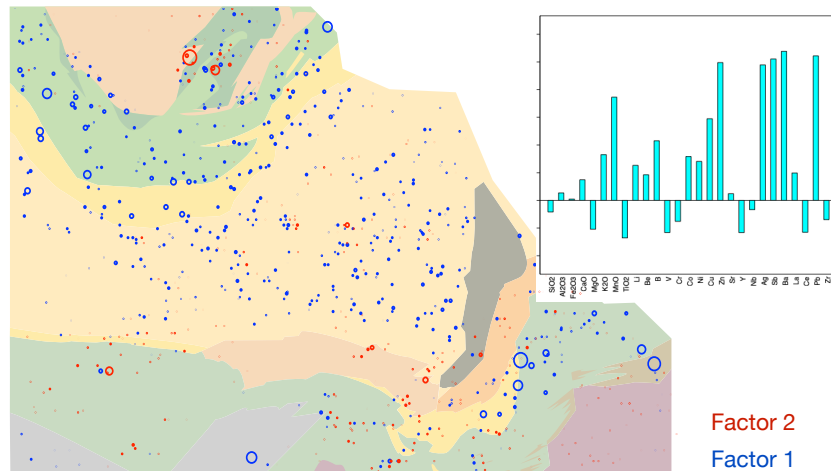 SiO2 Al2O3 Fe2O3 CaO MgO K2O MnO TiO2 Li Be B V Cr Co Ni Cu Zn Sr Y Nb Ag Sb Ba La Ce Pb Zr
Factor 2
Factor 1